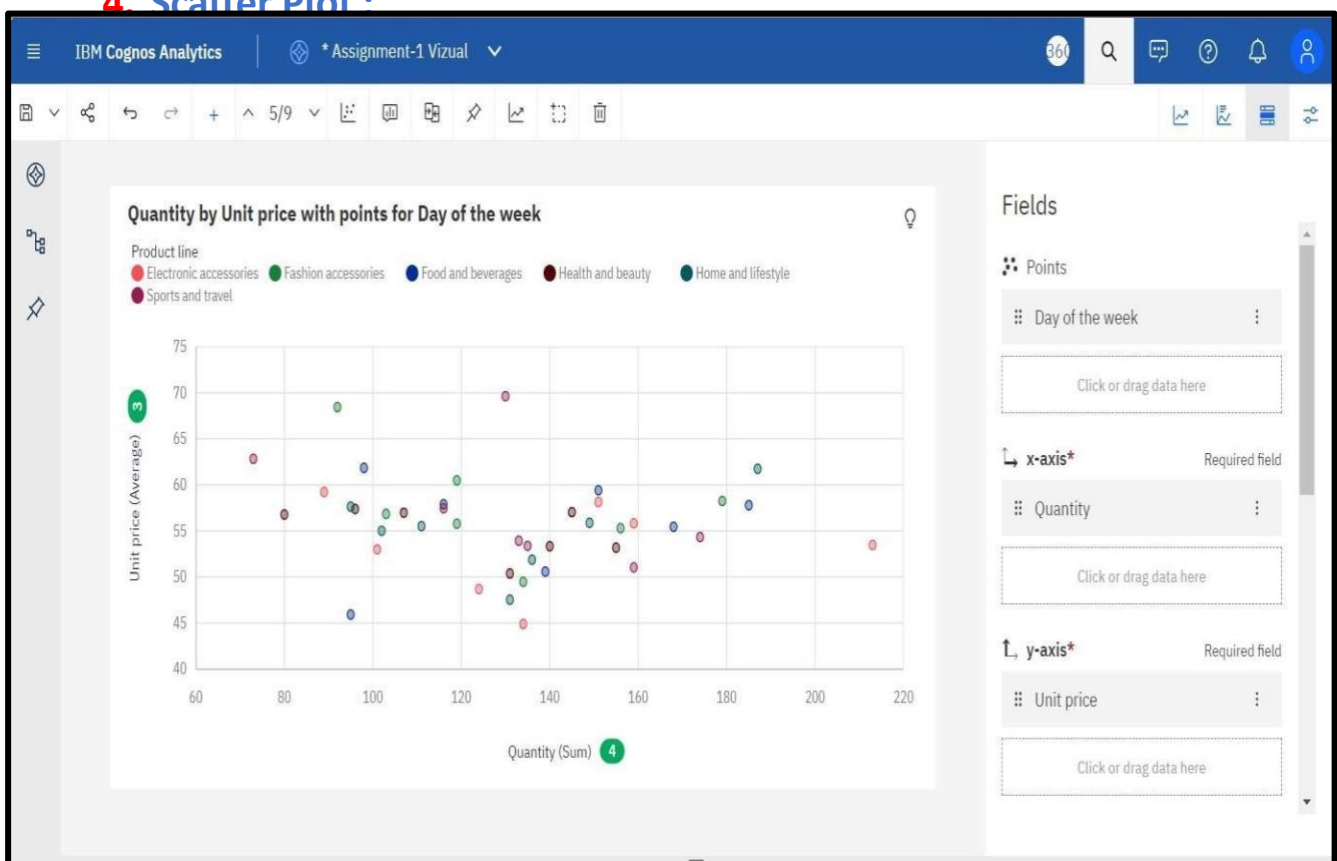 4. Scatter Plot :
IBM Cognos Analytics
* Assignment-1 Vizual
360
5/9
Quantity by Unit price with points for Day of the week
Product line
Electronic accessories Fashion accessories Food and beverages Health and beauty Home and lifestyle
Sports and travel
75
70
65
60
55
50
45
40
Unit price (Average) 3
60 80 100 120 140 160 180 200 220
Quantity (Sum) 4
Fields
Points
Day of the week
Click or drag data here
x-axis* Required field
Quantity
Click or drag data here
y-axis* Required field
Unit price
Click or drag data here